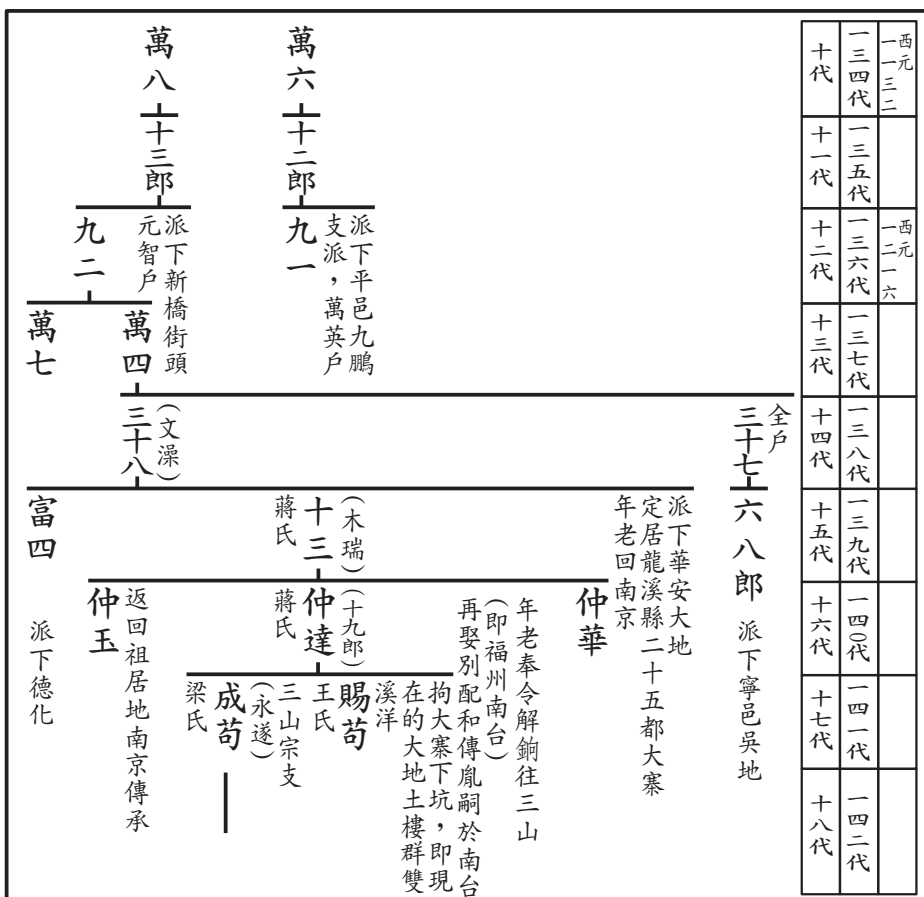 西元
一一三二
一三四代
十代
一三五代
十一代
西元
一二一六
一三六代
十二代
一三七代
十三代
一三八代
十四代
一三九代
十五代
一四〇代
十六代
一四一代
十七代
一四二代
十八代
萬六
十二郎
九一
派下平邑九鵬
支派，萬英戶
萬八
十三郎
派下新橋街頭
元智戶
九二
萬四
萬七
全戶
三十七
六八郎
派下寧邑吳地
(文澡)
三十八
派下華安大地
定居龍溪縣二十五都大寨
年老回南京
(木瑞)
十三
蔣氏
富四
派下德化
仲華
年老奉令解餉往三山
(即福州南台)
再娶別配和傳胤嗣於南台
(十九郎)
仲達
蔣氏
仲玉
返回祖居地南京傳承
拘大寨下坑，即現
在的大地土樓群雙
溪洋
賜苟
王氏
三山宗支
(永遂)
成苟
梁氏